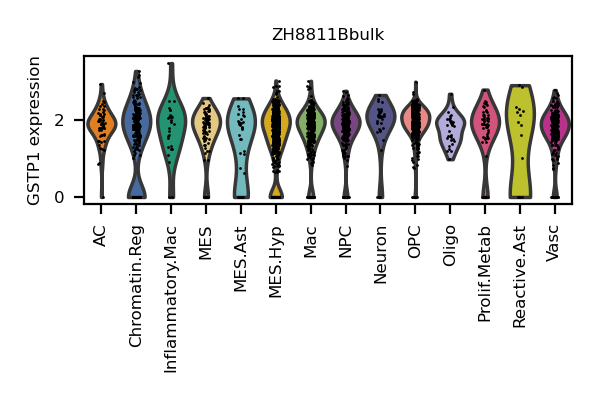 ZH8811Bbulk
GSTP1 expression
2
0
AC
Chromatin.Reg
Inflammatory.Mac
MES
MES.Ast
MES.Hyp
Mac
NPC
Neuron
OPC
Oligo
Prolif.Metab
Reactive.Ast
Vasc